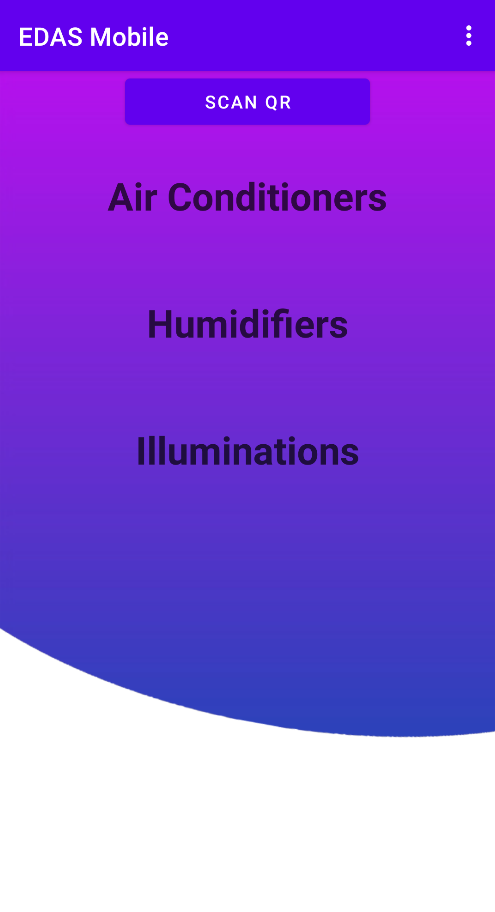 EDAS Mobile
SCAN QR
Air Conditioners
Humidifiers
Illuminations